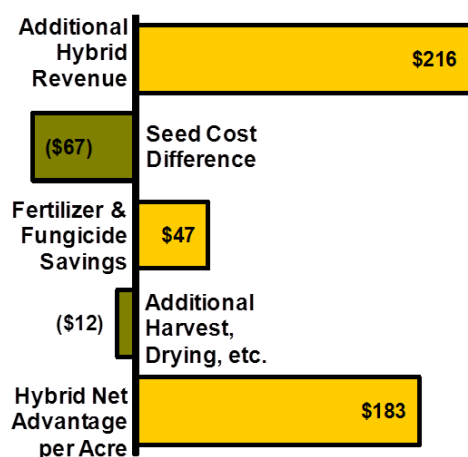 Additional
Hybrid
Revenue
$216
($67)
Seed Cost
Difference
Fertilizer &
Fungicide
Savings
$47
($12)
Additional
Harvest,
Drying, etc.
Hybrid Net
Advantage
per Acre
$183